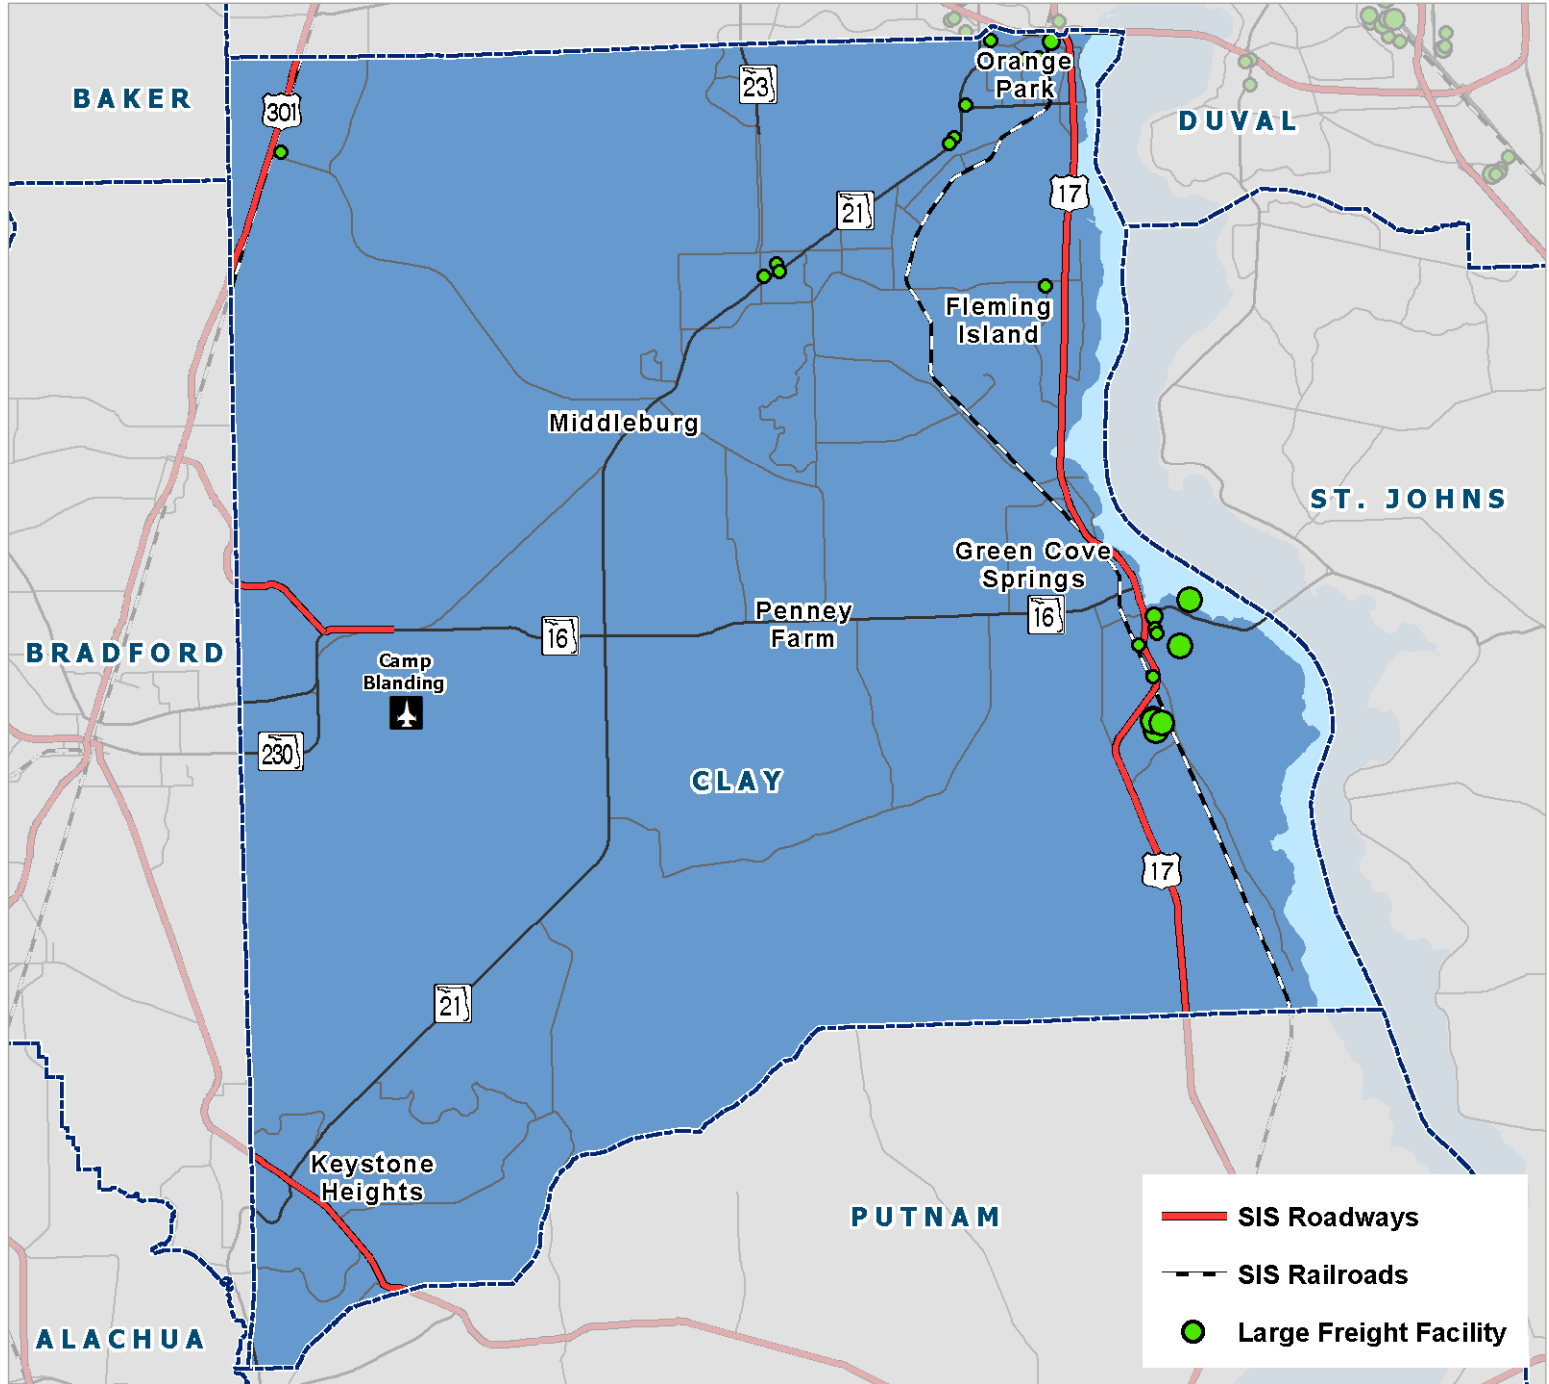 BAKER
301
23
Orange
Park
DUVAL
17
21
Fleming
Island
Middleburg
ST. JOHNS
Green Cove
Springs
16
Penney
Farm
16
BRADFORD
Camp
Blanding
230
CLAY
17
21
Keystone
Heights
PUTNAM
ALACHUA
SIS Roadways
SIS Railroads
Large Freight Facility